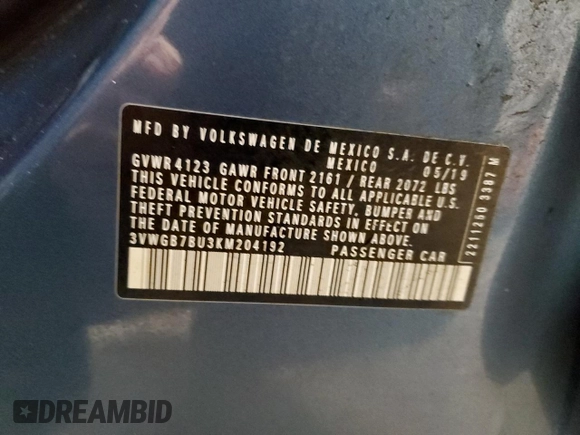 MFD BY VOLKSWAGEN DE MEXICO S.A. DE C.V.
MEXICO 05/19
GVWR 4123 GAWR FRONT 2161 / REAR 2072 LBS
THIS VEHICLE CONFORMS TO ALL APPLICABLE U.S.
FEDERAL MOTOR VEHICLE SAFETY, BUMPER AND
THEFT PREVENTION STANDARDS IN EFFECT ON
THE DATE OF MANUFACTURE SHOWN ABOVE.
3VWGB7BU3KM204192 PASSENGER CAR
2211280 3387 M
DREAMBID